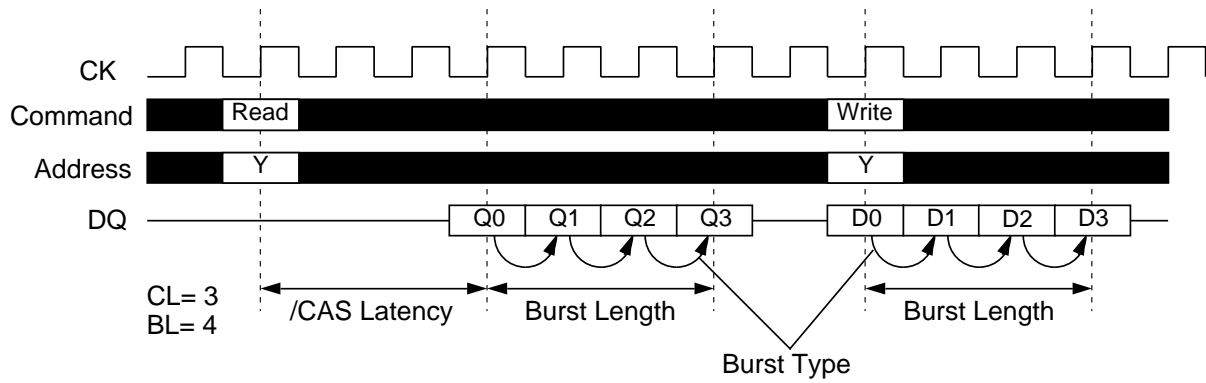 CK
Command Read Write
Address Y Y
DQ Q0 Q1 Q2 Q3 D0 D1 D2 D3
CL= 3
BL= 4
/CAS Latency Burst Length Burst Length
Burst Type